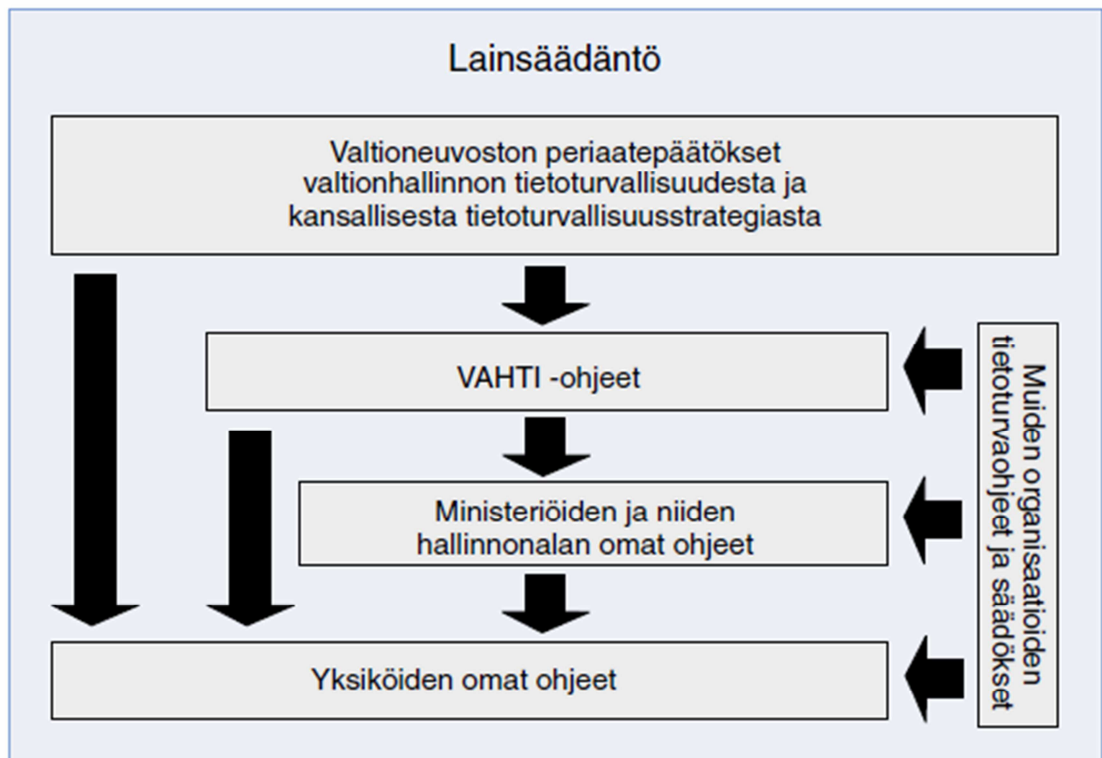 Lainsäädäntö
Valtioneuvoston periaatepäätökset
valtionhallinnon tietoturvallisuudesta ja
kansallisesta tietoturvallisuusstrategiasta
VAHTI -ohjeet
Ministeriöiden ja niiden
hallinnonalan omat ohjeet
Yksiköiden omat ohjeet
Muiden organisaatioiden
tietoturvaohjeet ja säädökset